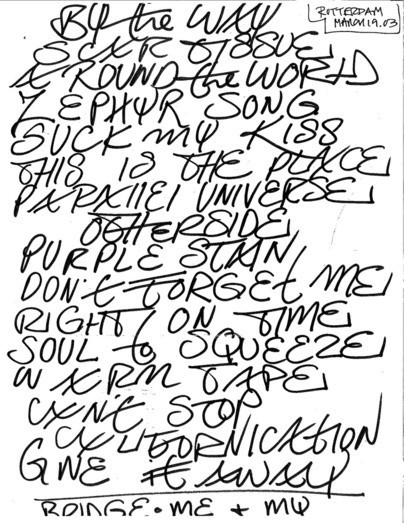 ROTTERDAM
MARCH 19.03
BY the WAY
SCAR TISSUE
AROUND the WORLD
ZEPHYR SONG
SUCK MY KISS
THIS IS THE PLACE
PARAllEl UNIVERSE
OTHERSIDE
PURPLE STAIN
DON't FORGEt ME
RIGHT ON TIME
SOUL to SQUEEZE
WARM TAPE
CAN't STOP
CALIFORNICAtION
GIVE it AWAY
BRIDGE • ME + MY